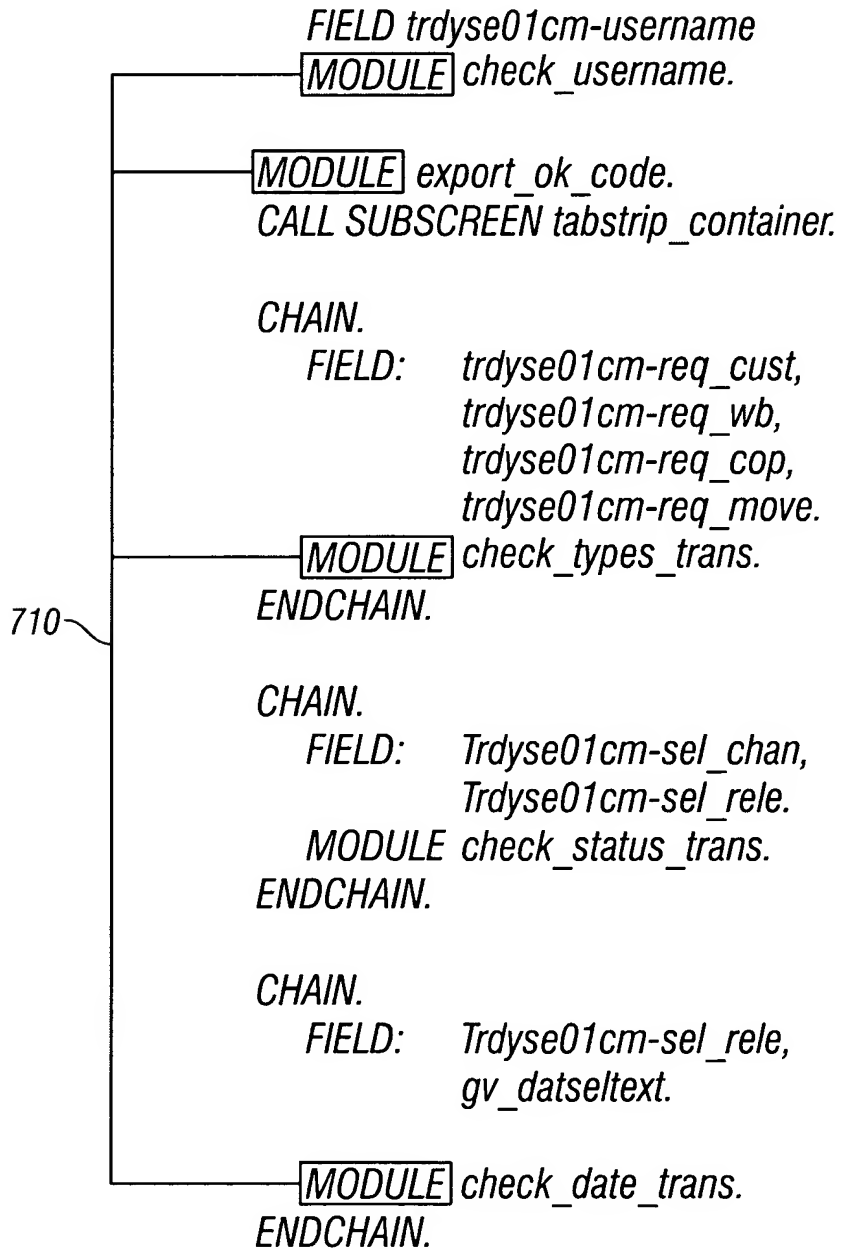 FIELD trdyse01cm-username
MODULE check_username.
MODULE export_ok_code.
CALL SUBSCREEN tabstrip_container.
CHAIN.
FIELD: trdyse01cm-req_cust,
trdyse01cm-req_wb,
trdyse01cm-req_cop,
trdyse01cm-req_move.
MODULE check_types_trans.
ENDCHAIN.
710
CHAIN.
FIELD: Trdyse01cm-sel_chan,
Trdyse01cm-sel_rele.
MODULE check_status_trans.
ENDCHAIN.
CHAIN.
FIELD: Trdyse01cm-sel_rele,
gv_datseltext.
MODULE check_date_trans.
ENDCHAIN.